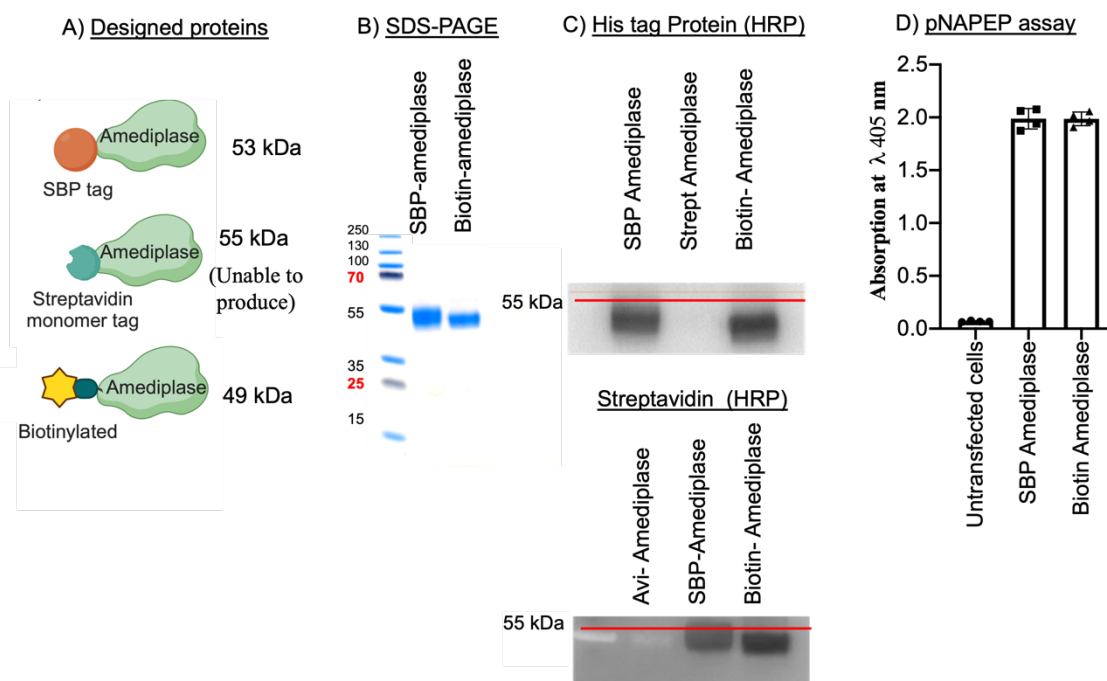 A) Designed proteins
Amediplase
53 kDa
SBP tag
Amediplase
55 kDa
(Unable to
produce)
Streptavidin
monomer tag
Amediplase
49 kDa
Biotinylated
B) SDS-PAGE
SBP-amediplase
Biotin-amediplase
250
130
100
70
55
35
25
15
C) His tag Protein (HRP)
SBP Amediplase
Strept Amediplase
Biotin- Amediplase
55 kDa
Streptavidin (HRP)
Avi- Amediplase
SBP-Amediplase
Biotin- Amediplase
55 kDa
D) pNAPEP assay
Absorption at λ 405 nm
2.5
2.0
1.5
1.0
0.5
0.0
Untransfected cells
SBP Amediplase
Biotin Amediplase